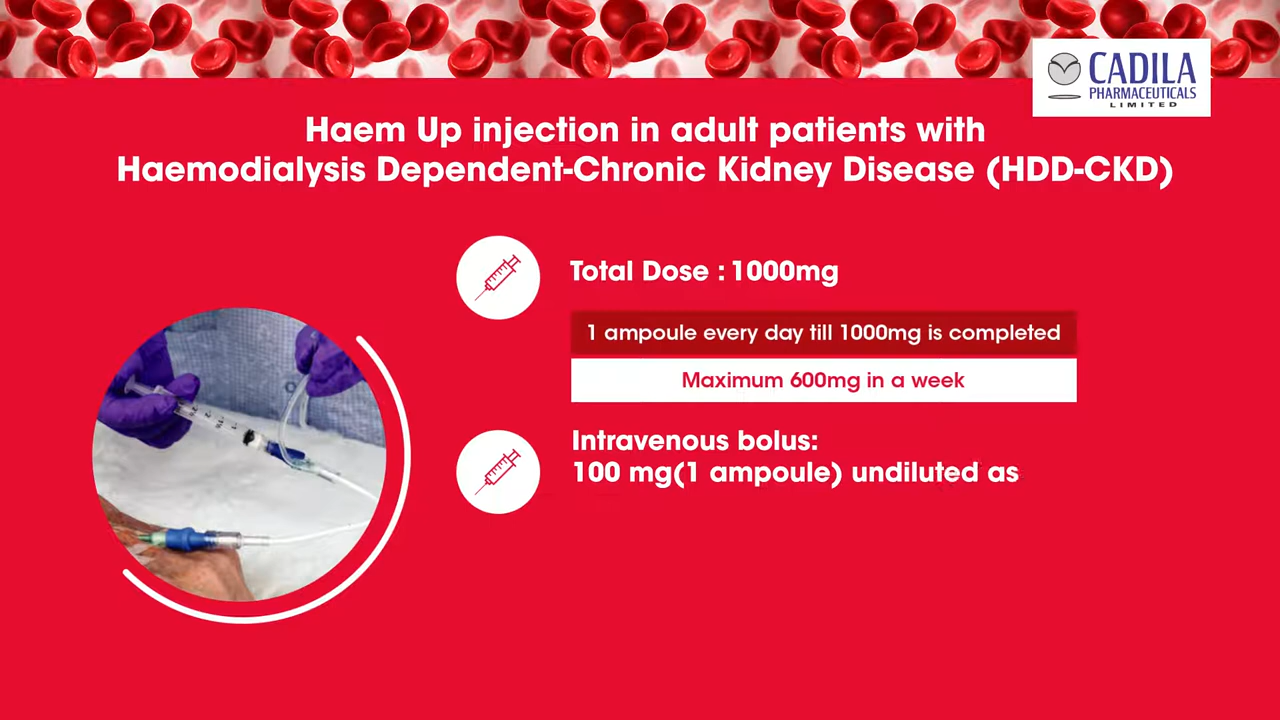 CADILA
PHARMACEUTICALS
LIMITED
Haem Up injection in adult patients with
Haemodialysis Dependent-Chronic Kidney Disease (HDD-CKD)
Total Dose : 1000mg
1 ampoule every day till 1000mg is completed
Maximum 600mg in a week
Intravenous bolus:
100 mg(1 ampoule) undiluted as